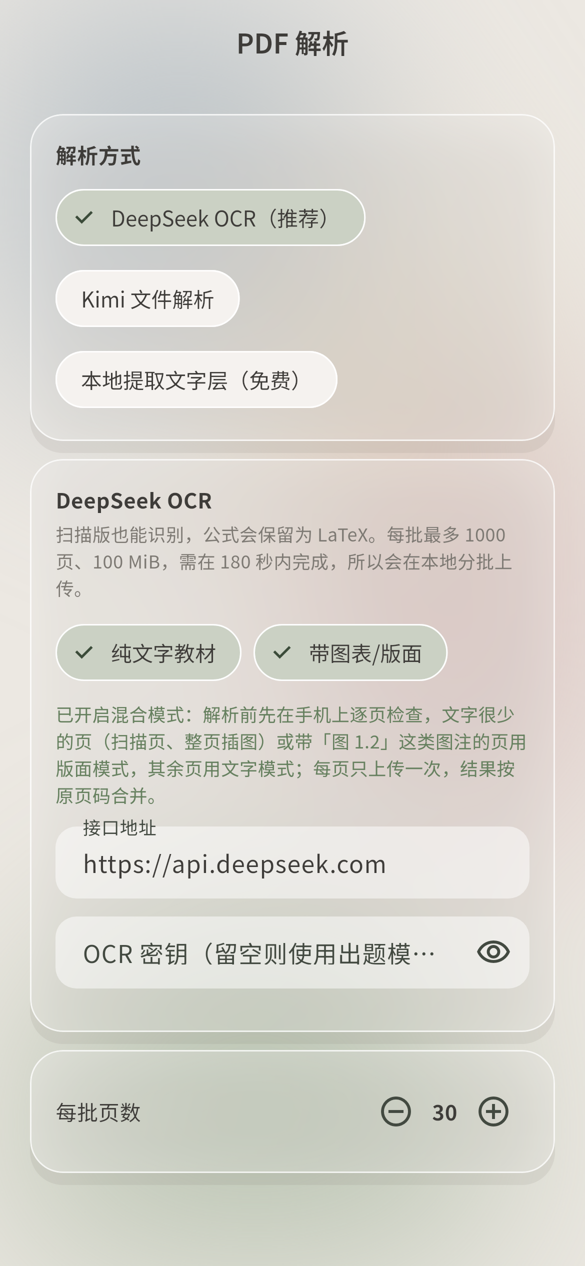 PDF 解析
解析方式
DeepSeek OCR（推荐）
Kimi 文件解析
本地提取文字层（免费）
DeepSeek OCR
扫描版也能识别，公式会保留为 LaTeX。每批最多 1000
页、100 MiB，需在 180 秒内完成，所以会在本地分批上
传。
纯文字教材
带图表/版面
已开启混合模式：解析前先在手机上逐页检查，文字很少
的页（扫描页、整页插图）或带「图 1.2」这类图注的页用
版面模式，其余页用文字模式；每页只上传一次，结果按
原页码合并。
接口地址
https://api.deepseek.com
OCR 密钥（留空则使用出题模…
每批页数
30